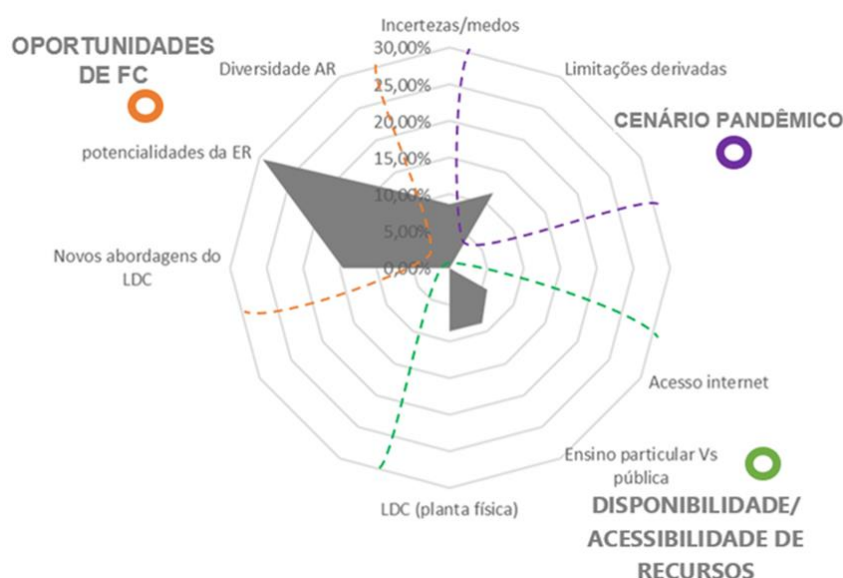 Incertezas/medos
30,00%
25,00%
20,00%
15,00%
10,00%
5,00%
0,00%
OPORTUNIDADES
DE FC
Diversidade AR
Limitações derivadas
CENÁRIO PANDÊMICO
potencialidades da ER
Novos abordagens do
LDC
Acesso internet
Ensino particular Vs
pública
LDC (planta física)
DISPONIBILIDADE/
ACESSIBILIDADE DE
RECURSOS